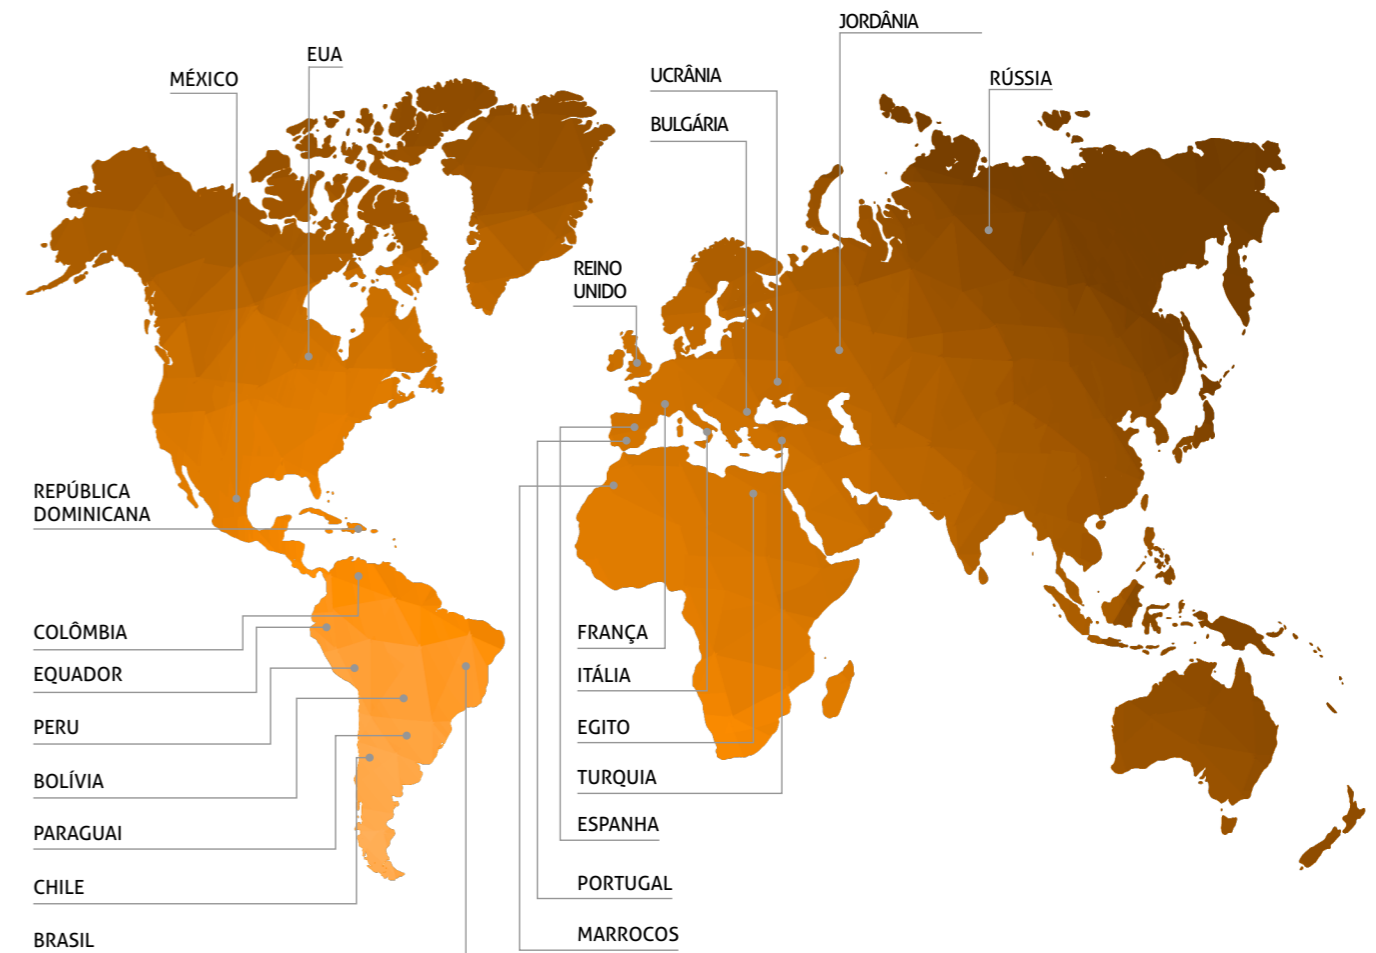 JORDÂNIA
EUA
MÉXICO
UCRÂNIA
RÚSSIA
BULGÁRIA
REINO
UNIDO
REPÚBLICA
DOMINICANA
COLÔMBIA
EQUADOR
PERU
BOLÍVIA
PARAGUAI
CHILE
BRASIL
FRANÇA
ITÁLIA
EGITO
TURQUIA
ESPANHA
PORTUGAL
MARROCOS